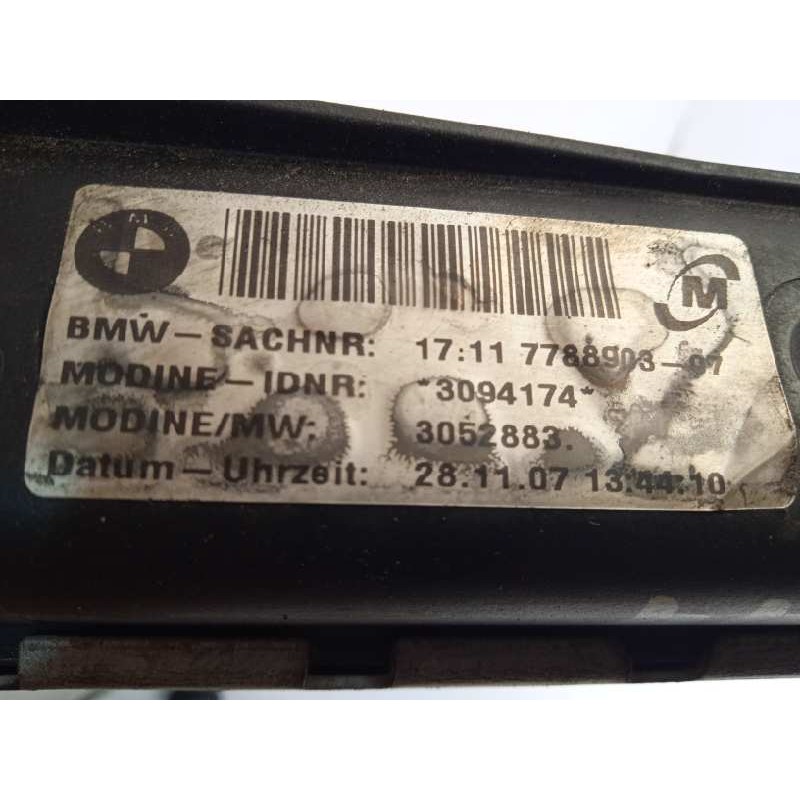 BMW
BMW-SACHNR: 17:11 7788903-07
MODINE-IDNR: *3094174*
MODINE/MW: 3052883.
Datum-Uhrzeit: 28.11.07 13:44:10
M